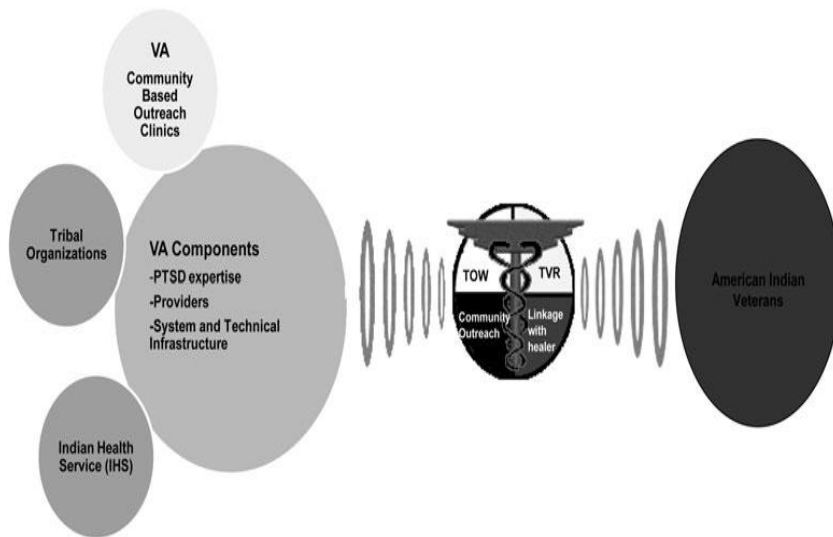 VA
Community
Based
Outreach
Clinics
Tribal
Organizations
VA Components
-PTSD expertise
-Providers
-System and Technical
Infrastructure
Indian Health
Service (IHS)
TOW
TVR
Community
Outreach
Linkage
with
healer
American Indian
Veterans